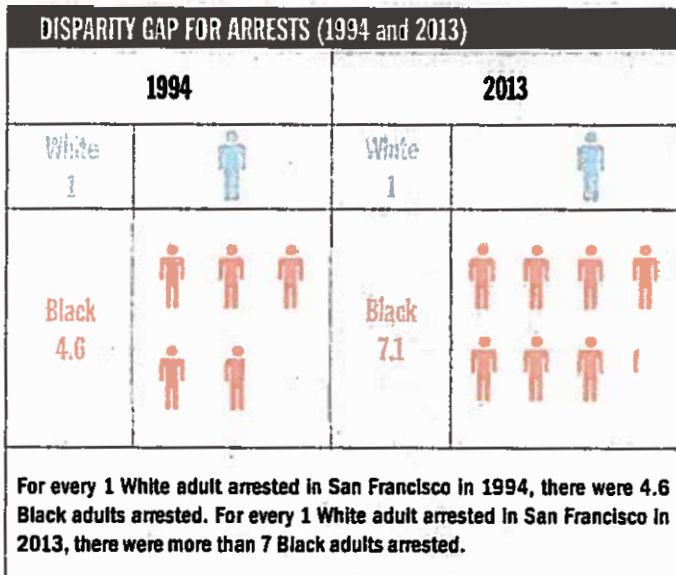 DISPARITY GAP FOR ARRESTS (1994 and 2013)
1994 2013
White White
1 1
Black Black
4.6 7.1
For every 1 White adult arrested in San Francisco in 1994, there were 4.6
Black adults arrested. For every 1 White adult arrested in San Francisco in
2013, there were more than 7 Black adults arrested.